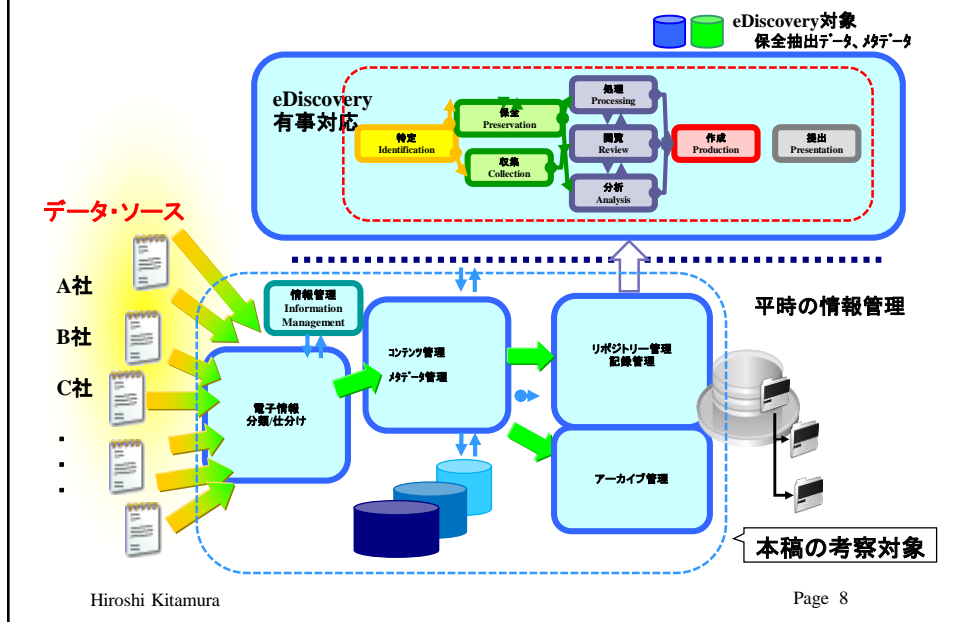 eDiscovery対象
保全抽出データ、メタデータ
eDiscovery
有事対応
特定
Identification
保全
Preservation
収集
Collection
処理
Processing
閲覧
Review
分析
Analysis
作成
Production
提出
Presentation
データ・ソース
A社
B社
C社
・
・
・
情報管理
Information
Management
平時の情報管理
電子情報
分類/仕分け
コンテンツ管理
メタデータ管理
リポジトリー管理
記録管理
アーカイブ管理
本稿の考察対象
Hiroshi Kitamura
Page 8